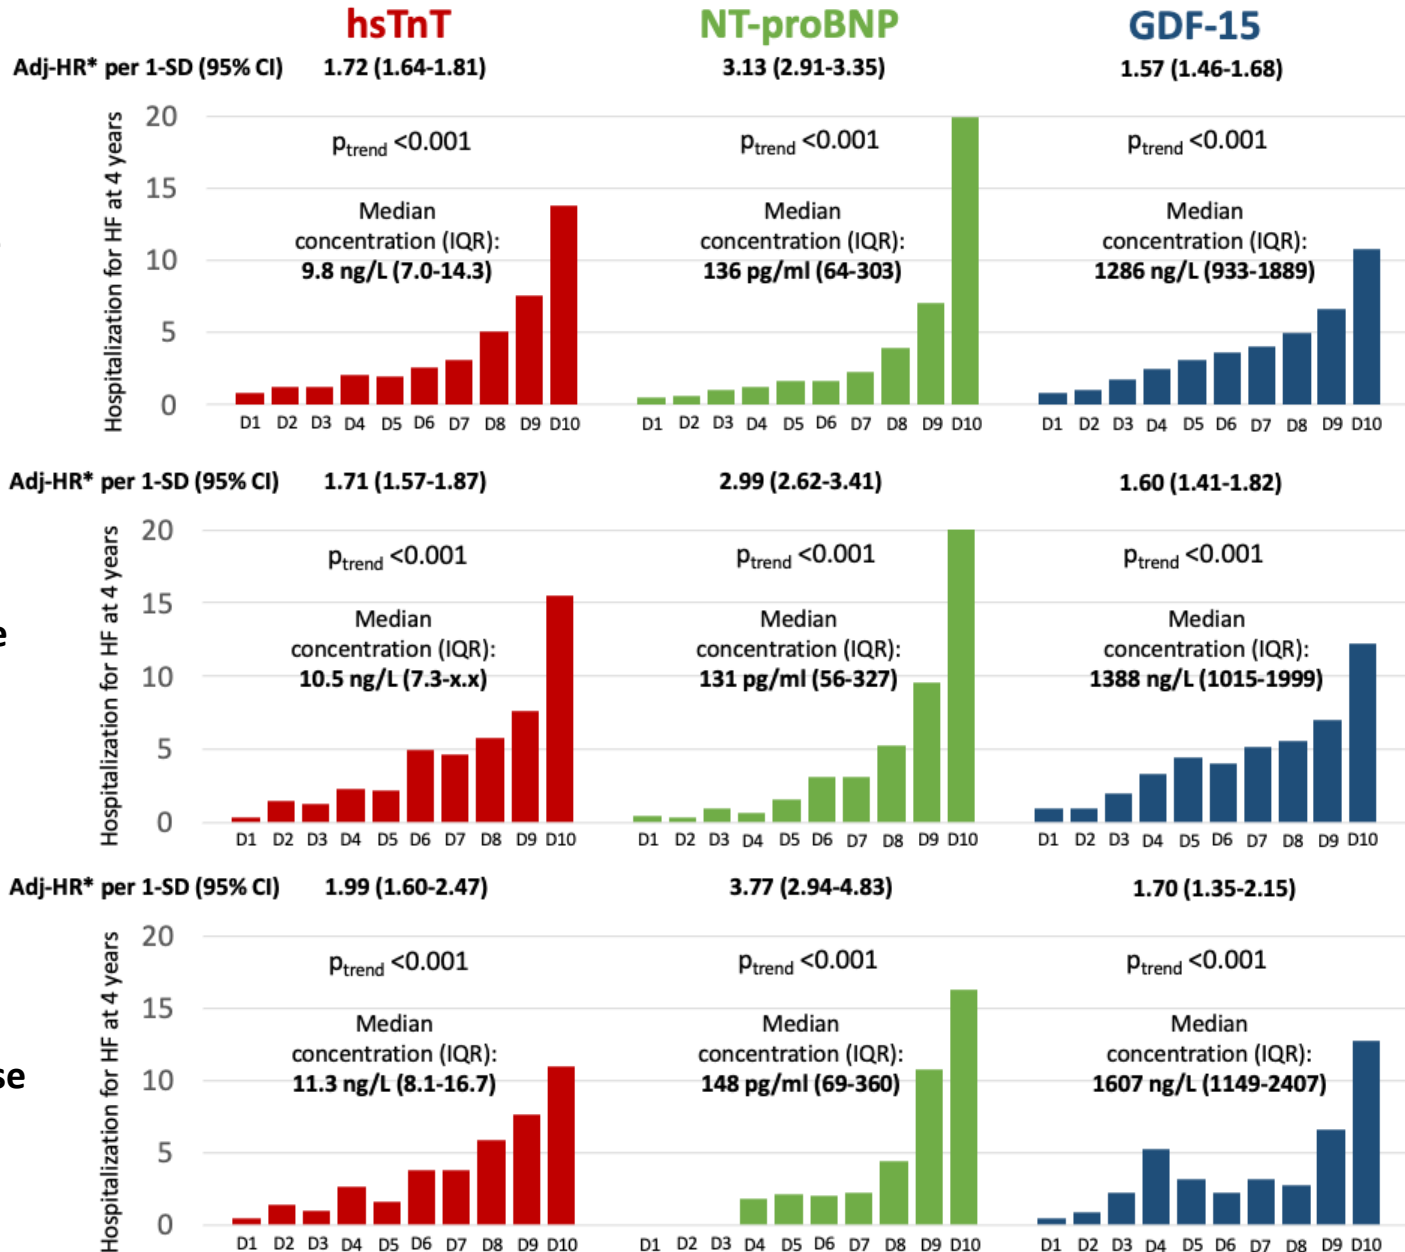 hsTnT NT-proBNP GDF-15
Adj-HR* per 1-SD (95% CI) 1.72 (1.64-1.81) 3.13 (2.91-3.35) 1.57 (1.46-1.68)
Hospitalization for HF at 4 years
20
15
10
5
0
ptrend <0.001
Median
concentration (IQR):
9.8 ng/L (7.0-14.3)
D1 D2 D3 D4 D5 D6 D7 D8 D9 D10
ptrend <0.001
Median
concentration (IQR):
136 pg/ml (64-303)
D1 D2 D3 D4 D5 D6 D7 D8 D9 D10
ptrend <0.001
Median
concentration (IQR):
1286 ng/L (933-1889)
D1 D2 D3 D4 D5 D6 D7 D8 D9 D10
Adj-HR* per 1-SD (95% CI) 1.71 (1.57-1.87) 2.99 (2.62-3.41) 1.60 (1.41-1.82)
Hospitalization for HF at 4 years
20
15
10
5
0
ptrend <0.001
Median
concentration (IQR):
10.5 ng/L (7.3-x.x)
D1 D2 D3 D4 D5 D6 D7 D8 D9 D10
ptrend <0.001
Median
concentration (IQR):
131 pg/ml (56-327)
D1 D2 D3 D4 D5 D6 D7 D8 D9 D10
ptrend <0.001
Median
concentration (IQR):
1388 ng/L (1015-1999)
D1 D2 D3 D4 D5 D6 D7 D8 D9 D10
e
Adj-HR* per 1-SD (95% CI) 1.99 (1.60-2.47) 3.77 (2.94-4.83) 1.70 (1.35-2.15)
Hospitalization for HF at 4 years
20
15
10
5
0
ptrend <0.001
Median
concentration (IQR):
11.3 ng/L (8.1-16.7)
D1 D2 D3 D4 D5 D6 D7 D8 D9 D10
ptrend <0.001
Median
concentration (IQR):
148 pg/ml (69-360)
D1 D2 D3 D4 D5 D6 D7 D8 D9 D10
ptrend <0.001
Median
concentration (IQR):
1607 ng/L (1149-2407)
D1 D2 D3 D4 D5 D6 D7 D8 D9 D10
se